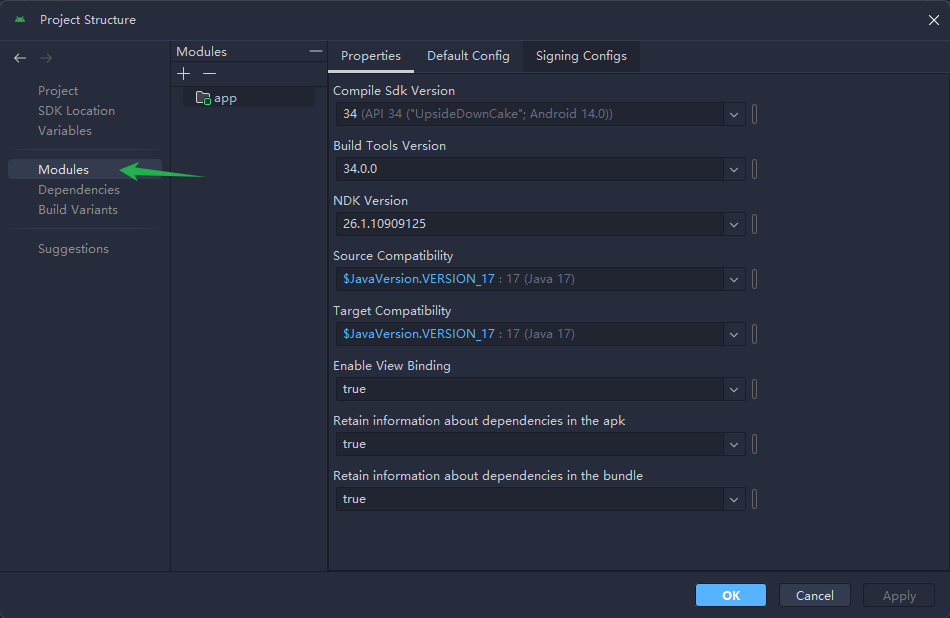 Project Structure
Project
SDK Location
Variables
Modules
Dependencies
Build Variants
Suggestions
Modules
app
Properties Default Config Signing Configs
Compile Sdk Version
34 (API 34 ("UpsideDownCake"; Android 14.0))
Build Tools Version
34.0.0
NDK Version
26.1.10909125
Source Compatibility
$JavaVersion.VERSION_17 : 17 (Java 17)
Target Compatibility
$JavaVersion.VERSION_17 : 17 (Java 17)
Enable View Binding
true
Retain information about dependencies in the apk
true
Retain information about dependencies in the bundle
true
OK Cancel Apply